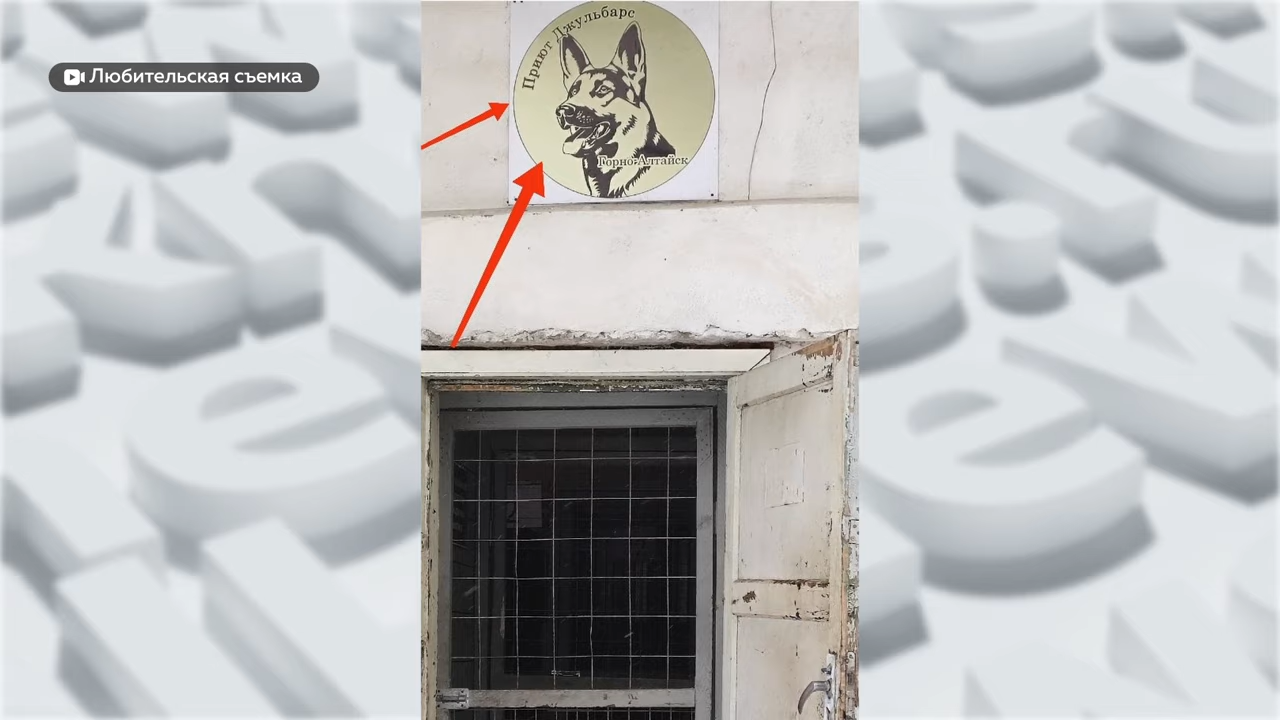 Любительская съемка
Приют Джульбарс
Горно-Алтайск